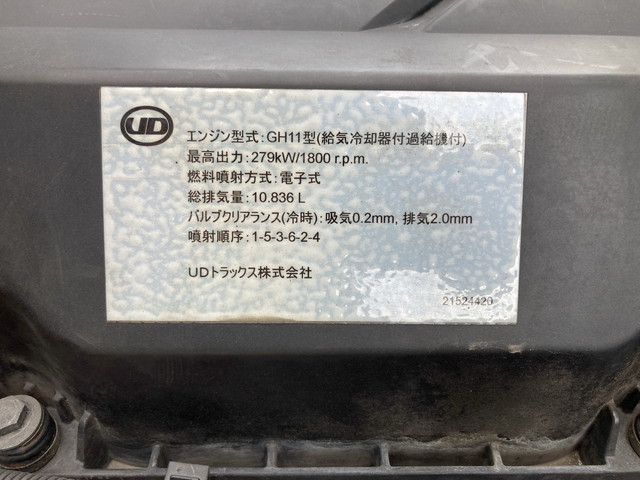 UD
エンジン型式:GH11型(給気冷却器付過給機付)
最高出力:279kW/1800 r.p.m.
燃料噴射方式:電子式
総排気量:10.836 L
バルブクリアランス(冷時):吸気0.2mm, 排気2.0mm
噴射順序:1-5-3-6-2-4
UDトラックス株式会社
21524420